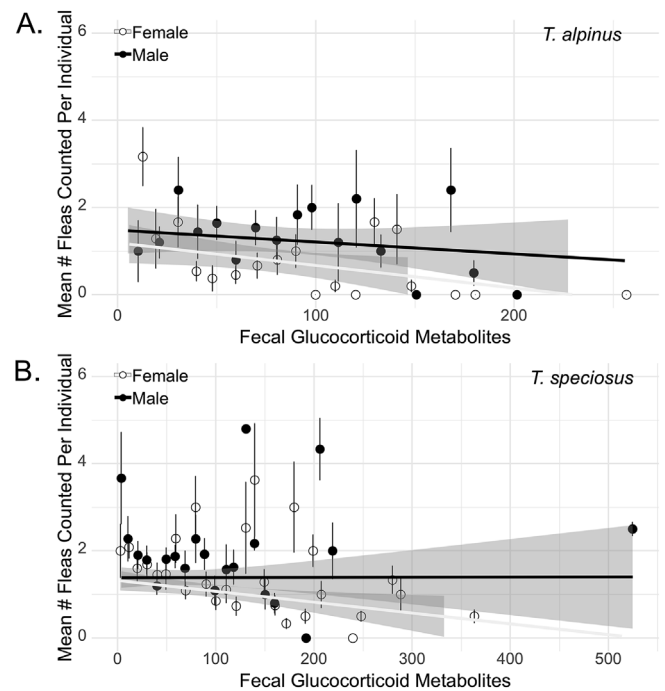 A.
6
Female
Male
T. alpinus
4
2
0
Mean # Fleas Counted Per Individual
0 100 200
Fecal Glucocorticoid Metabolites
B.
6
Female
Male
T. speciosus
4
2
0
Mean # Fleas Counted Per Individual
0 100 200 300 400 500
Fecal Glucocorticoid Metabolites